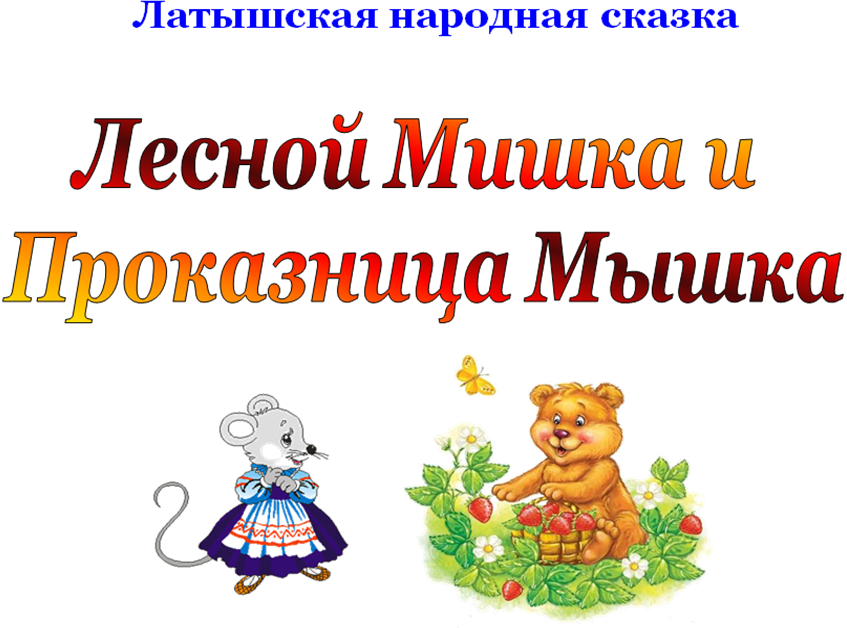 Латышская народная сказка
Лесной Мишка и
Проказница Мышка